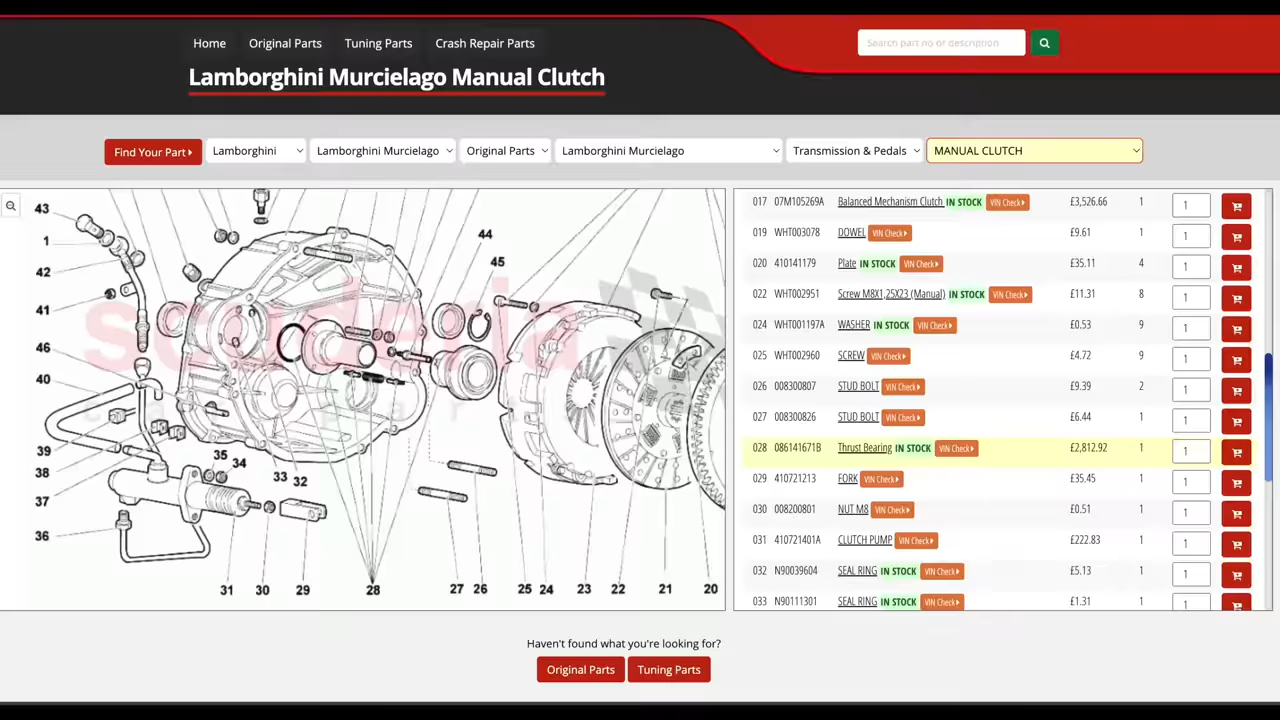 Home Original Parts Tuning Parts Crash Repair Parts
Search part no or description
Lamborghini Murcielago Manual Clutch
Find Your Part Lamborghini Lamborghini Murcielago Original Parts Lamborghini Murcielago Transmission & Pedals MANUAL CLUTCH
43
1
42
41
46
40
39
38
37
36
44
45
35
34
33 32
31 30 29 28 27 26 25 24 23 22 21 20
017 07M105269A Balanced Mechanism Clutch IN STOCK VIN Check £3,526.66 1 1
019 WHT003078 DOWEL VIN Check £9.61 1 1
020 410141179 Plate IN STOCK VIN Check £35.11 4 1
022 WHT002951 Screw M8X1,25X23 (Manual) IN STOCK VIN Check £11.31 8 1
024 WHT001197A WASHER IN STOCK VIN Check £0.53 9 1
025 WHT002960 SCREW VIN Check £4.72 9 1
026 008300807 STUD BOLT VIN Check £9.39 2 1
027 008300826 STUD BOLT VIN Check £6.44 1 1
028 086141671B Thrust Bearing IN STOCK VIN Check £2,812.92 1 1
029 410721213 FORK VIN Check £35.45 1 1
030 008200801 NUT M8 VIN Check £0.51 1 1
031 410721401A CLUTCH PUMP VIN Check £222.83 1 1
032 N90039604 SEAL RING IN STOCK VIN Check £5.13 1 1
033 N90111301 SEAL RING IN STOCK VIN Check £1.31 1 1
Haven't found what you're looking for?
Original Parts Tuning Parts